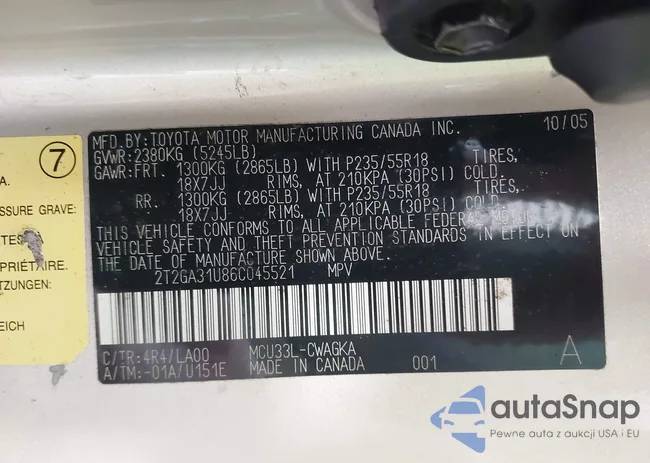 7
A.
SSURE GRAVE:
TES
PRIÉTAIRE.
ZUNGEN.
REICH
MFD.BY:TOYOTA MOTOR MANUFACTURING CANADA INC. 10/05
GVWR:2380KG (5245LB)
GAWR:FRT. 1300KG (2865LB) WITH P235/55R18 TIRES,
18X7JJ RIMS, AT 210KPA (30PSI) COLD.
RR. 1300KG (2865LB) WITH P235/55R18 TIRES,
18X7JJ RIMS, AT 210KPA (30PSI) COLD.
THIS VEHICLE CONFORMS TO ALL APPLICABLE FEDERAL MOTOR
VEHICLE SAFETY AND THEFT PREVENTION STANDARDS IN EFFECT ON
THE DATE OF MANUFACTURE SHOWN ABOVE.
2T2GA31U86C045521 MPV
C/TR:4R4/LA00 MCU33L-CWAGKA
A/TM:-01A/U151E MADE IN CANADA 001 A
autaSnap
Pewne auta z aukcji USA i EU